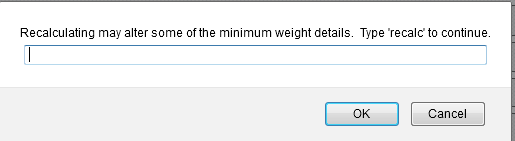 Recalculating may alter some of the minimum weight details.  Type 'recalc' to continue.
OK
Cancel